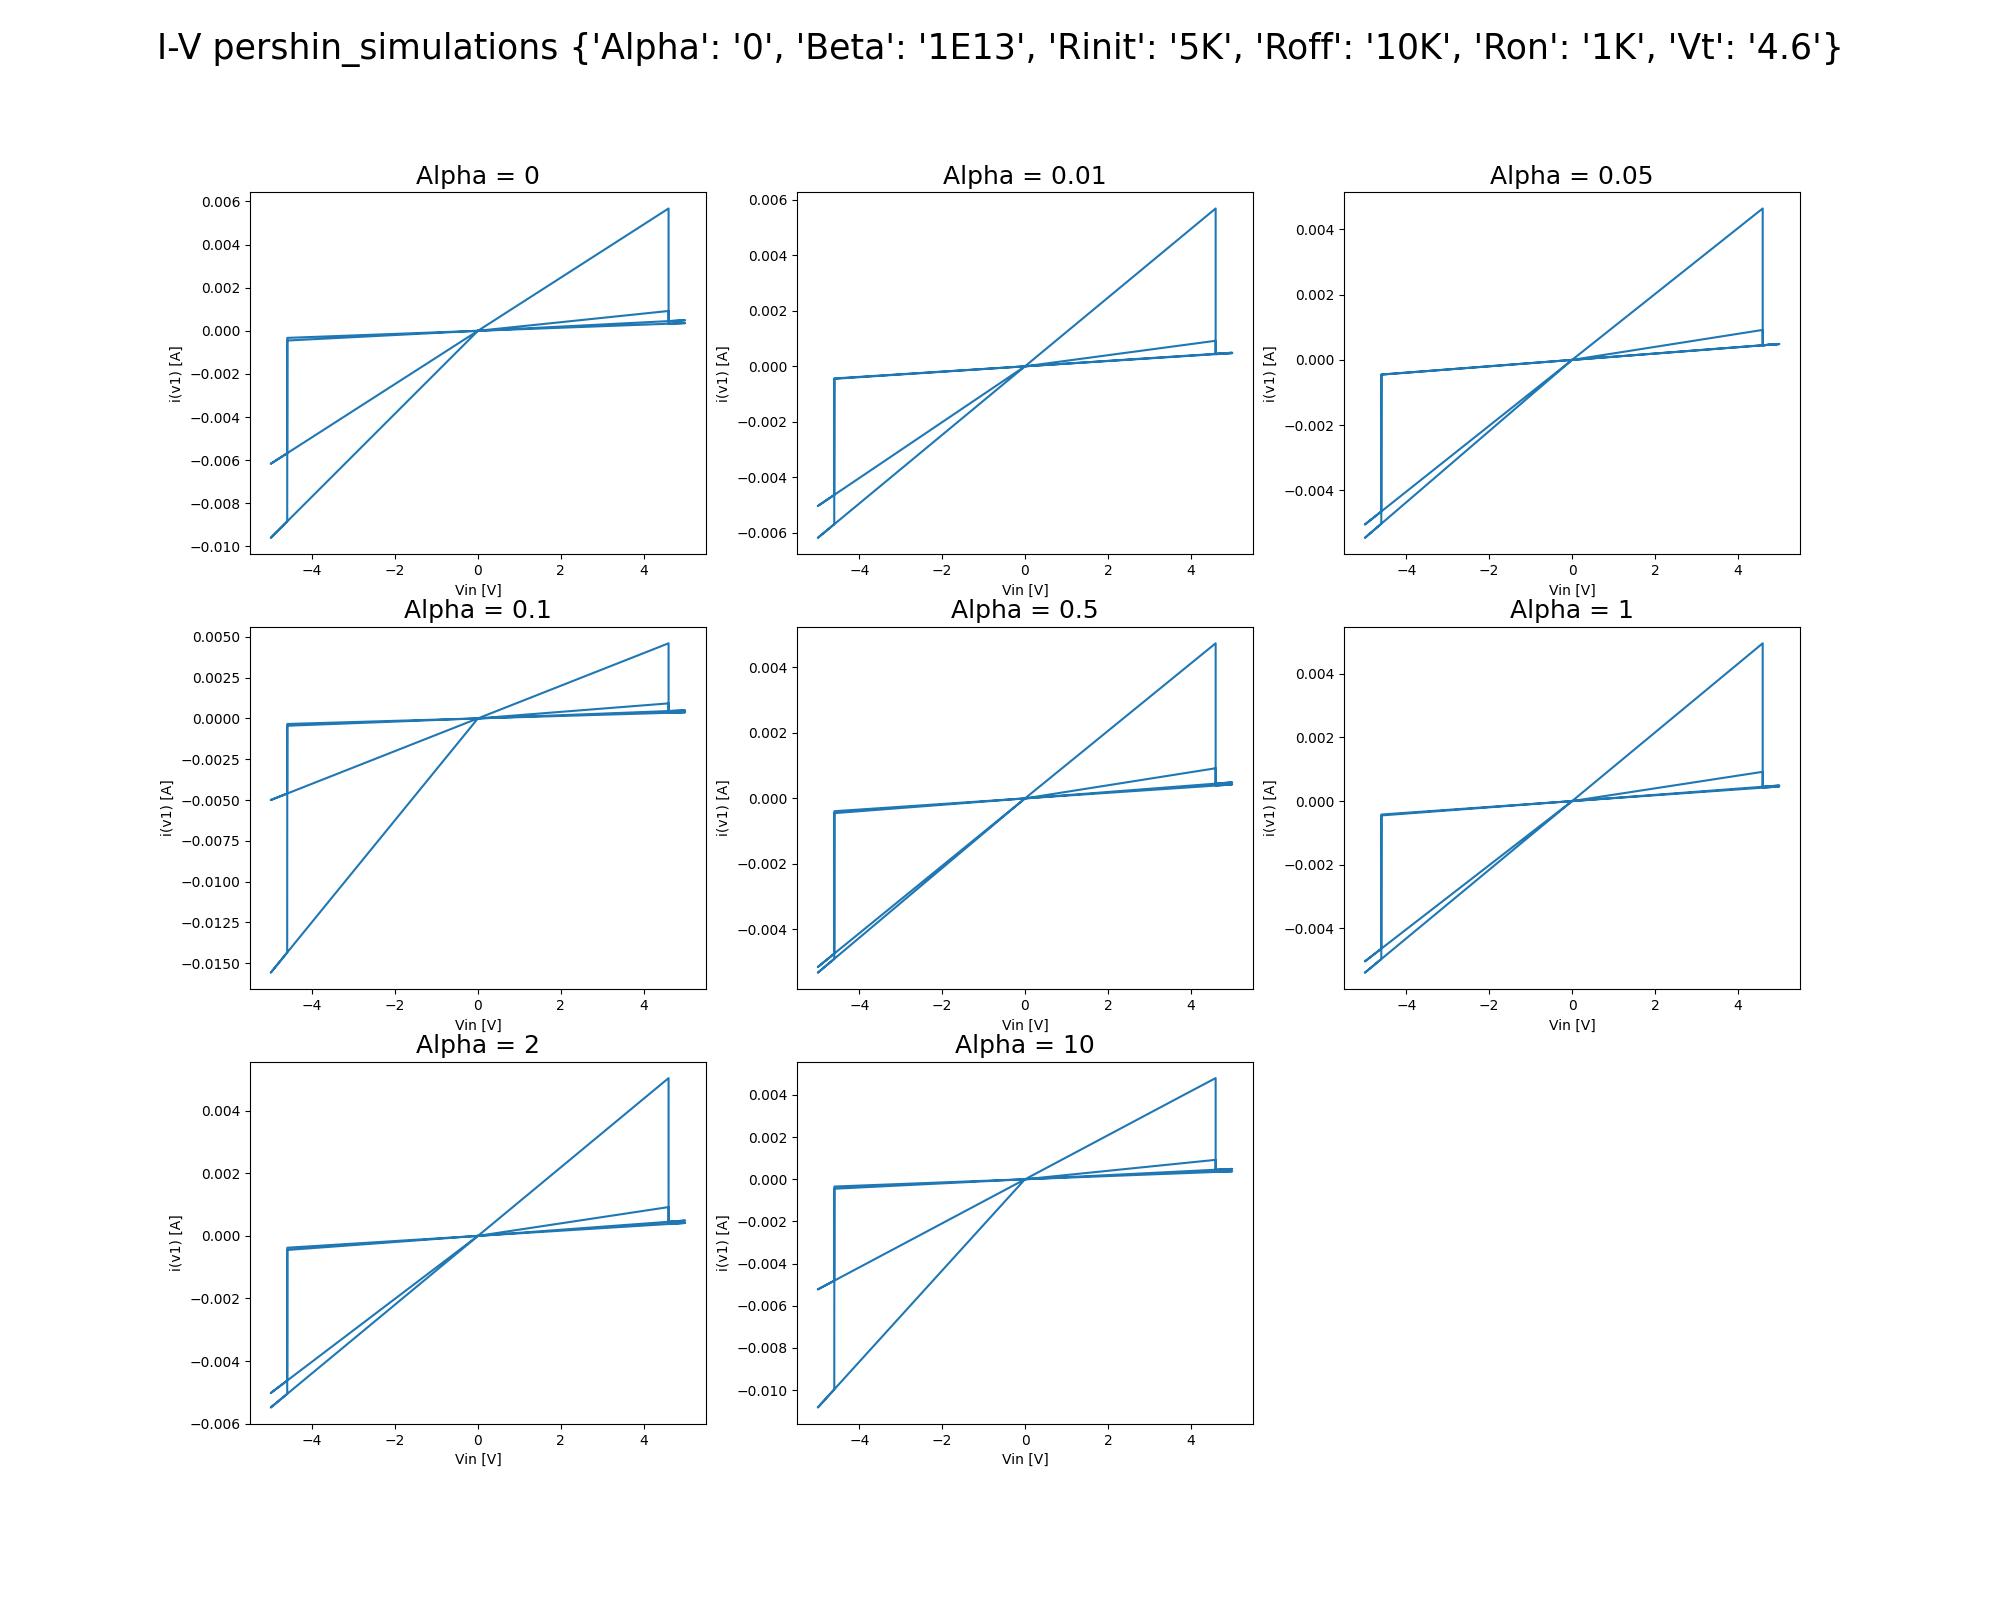 I-V pershin_simulations {'Alpha': '0', 'Beta': '1E13', 'Rinit': '5K', 'Roff': '10K', 'Ron': '1K', 'Vt': '4.6'}
Alpha = 0
0.006
0.004
0.002
0.000
−0.002
−0.004
−0.006
−0.008
−0.010
i(v1) [A]
−4 −2 0 2 4
Vin [V]
Alpha = 0.01
0.006
0.004
0.002
0.000
−0.002
−0.004
−0.006
i(v1) [A]
−4 −2 0 2 4
Vin [V]
Alpha = 0.05
0.004
0.002
0.000
−0.002
−0.004
i(v1) [A]
−4 −2 0 2 4
Vin [V]
Alpha = 0.1
0.0050
0.0025
0.0000
−0.0025
−0.0050
−0.0075
−0.0100
−0.0125
−0.0150
i(v1) [A]
−4 −2 0 2 4
Vin [V]
Alpha = 0.5
0.004
0.002
0.000
−0.002
−0.004
i(v1) [A]
−4 −2 0 2 4
Vin [V]
Alpha = 1
0.004
0.002
0.000
−0.002
−0.004
i(v1) [A]
−4 −2 0 2 4
Vin [V]
Alpha = 2
0.004
0.002
0.000
−0.002
−0.004
−0.006
i(v1) [A]
−4 −2 0 2 4
Vin [V]
Alpha = 10
0.004
0.002
0.000
−0.002
−0.004
−0.006
−0.008
−0.010
i(v1) [A]
−4 −2 0 2 4
Vin [V]